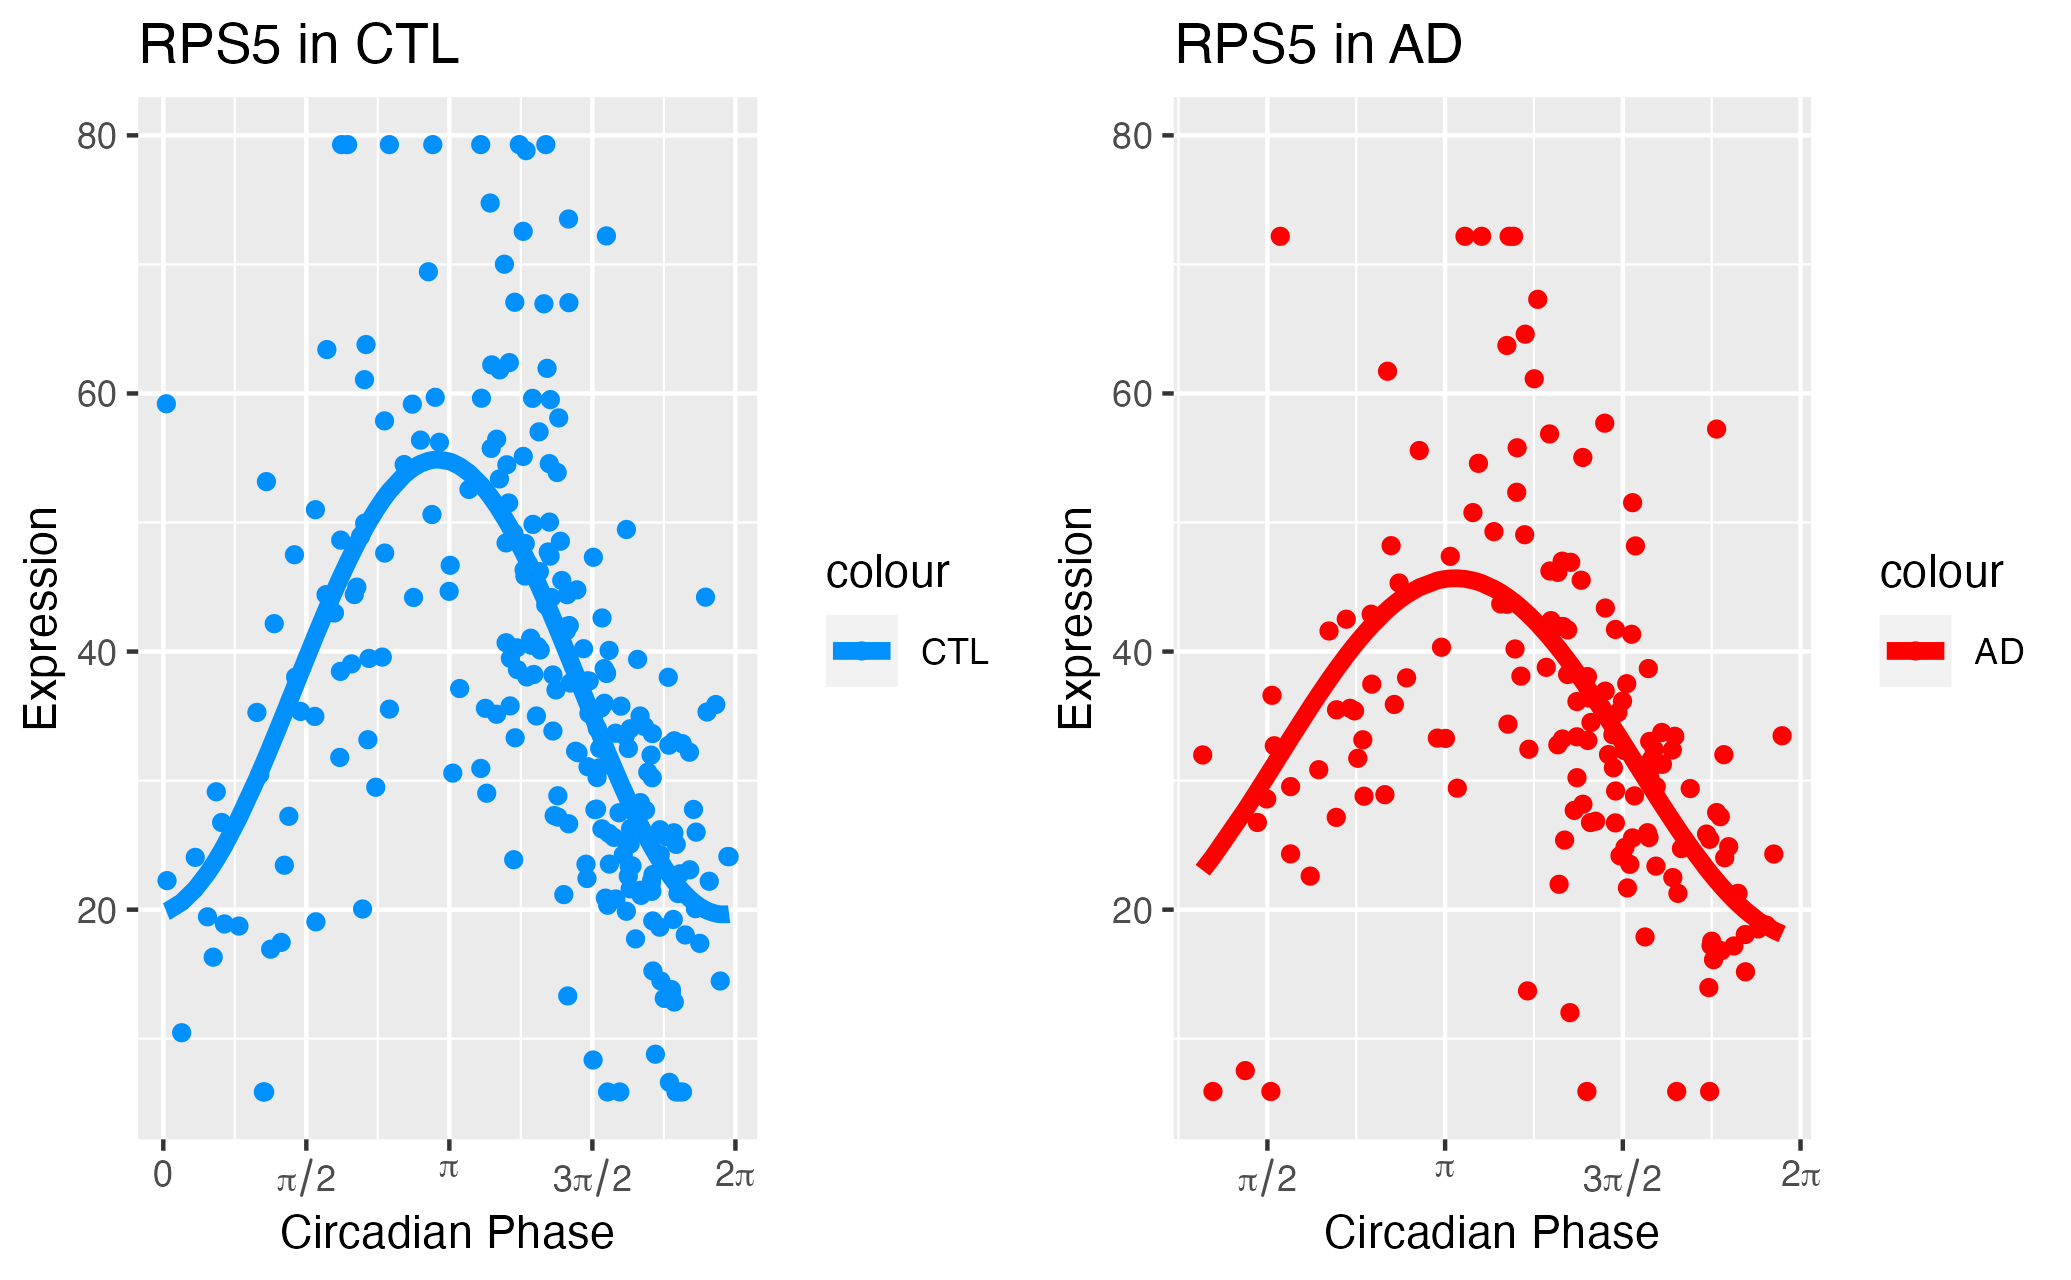 RPS5 in CTL
Expression
80
60
40
20
0
π/2
π
3π/2
2π
Circadian Phase
colour
CTL
RPS5 in AD
Expression
80
60
40
20
π/2
π
3π/2
2π
Circadian Phase
colour
AD